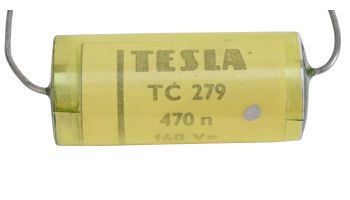 TESLA
TC 279
470 n
160 V=